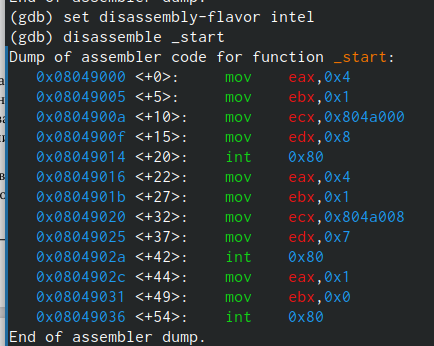 (gdb) set disassembly-flavor intel
(gdb) disassemble _start
Dump of assembler code for function _start:
   0x08049000 <+0>:     mov    eax,0x4
   0x08049005 <+5>:     mov    ebx,0x1
   0x0804900a <+10>:    mov    ecx,0x804a000
   0x0804900f <+15>:    mov    edx,0x8
   0x08049014 <+20>:    int    0x80
   0x08049016 <+22>:    mov    eax,0x4
   0x0804901b <+27>:    mov    ebx,0x1
   0x08049020 <+32>:    mov    ecx,0x804a008
   0x08049025 <+37>:    mov    edx,0x7
   0x0804902a <+42>:    int    0x80
   0x0804902c <+44>:    mov    eax,0x1
   0x08049031 <+49>:    mov    ebx,0x0
   0x08049036 <+54>:    int    0x80
End of assembler dump.